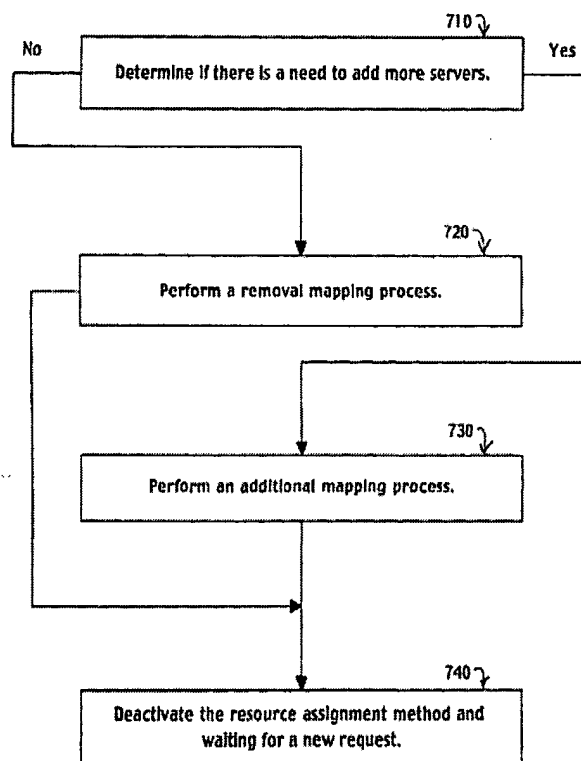 710
No
Yes
Determine if there is a need to add more servers.
720
Perform a removal mapping process.
730
Perform an additional mapping process.
740
Deactivate the resource assignment method and
waiting for a new request.